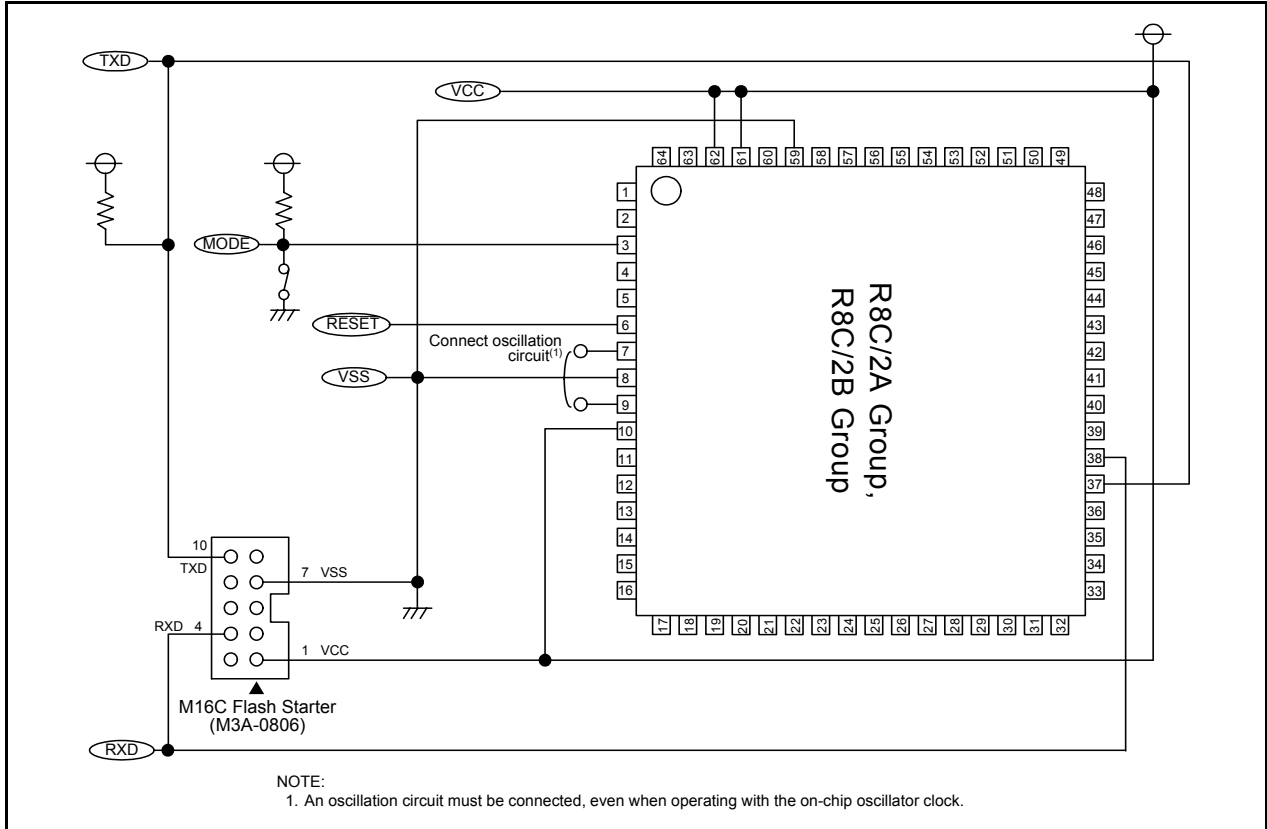 TXD
VCC
64 63 62 61 60 59 58 57 56 55 54 53 52 51 50 49
1
2
3
4
5
6
7
8
9
10
11
12
13
14
15
16
48
47
46
45
44
43
42
41
40
39
38
37
36
35
34
33
17 18 19 20 21 22 23 24 25 26 27 28 29 30 31 32
MODE
RESET
Connect oscillation
circuit(1)
VSS
R8C/2A Group,
R8C/2B Group
10
TXD
7 VSS
RXD 4
1 VCC
M16C Flash Starter
(M3A-0806)
RXD
NOTE:
1. An oscillation circuit must be connected, even when operating with the on-chip oscillator clock.